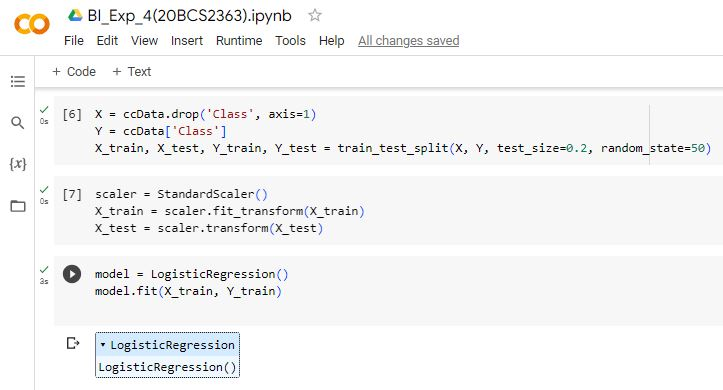 BI_Exp_4(20BCS2363).ipynb
File Edit View Insert Runtime Tools Help All changes saved
+ Code + Text
0s [6] X = ccData.drop('Class', axis=1)
Y = ccData['Class']
X_train, X_test, Y_train, Y_test = train_test_split(X, Y, test_size=0.2, random_state=50)
0s [7] scaler = StandardScaler()
X_train = scaler.fit_transform(X_train)
X_test = scaler.transform(X_test)
{x}
3s model = LogisticRegression()
model.fit(X_train, Y_train)
▾ LogisticRegression
LogisticRegression()